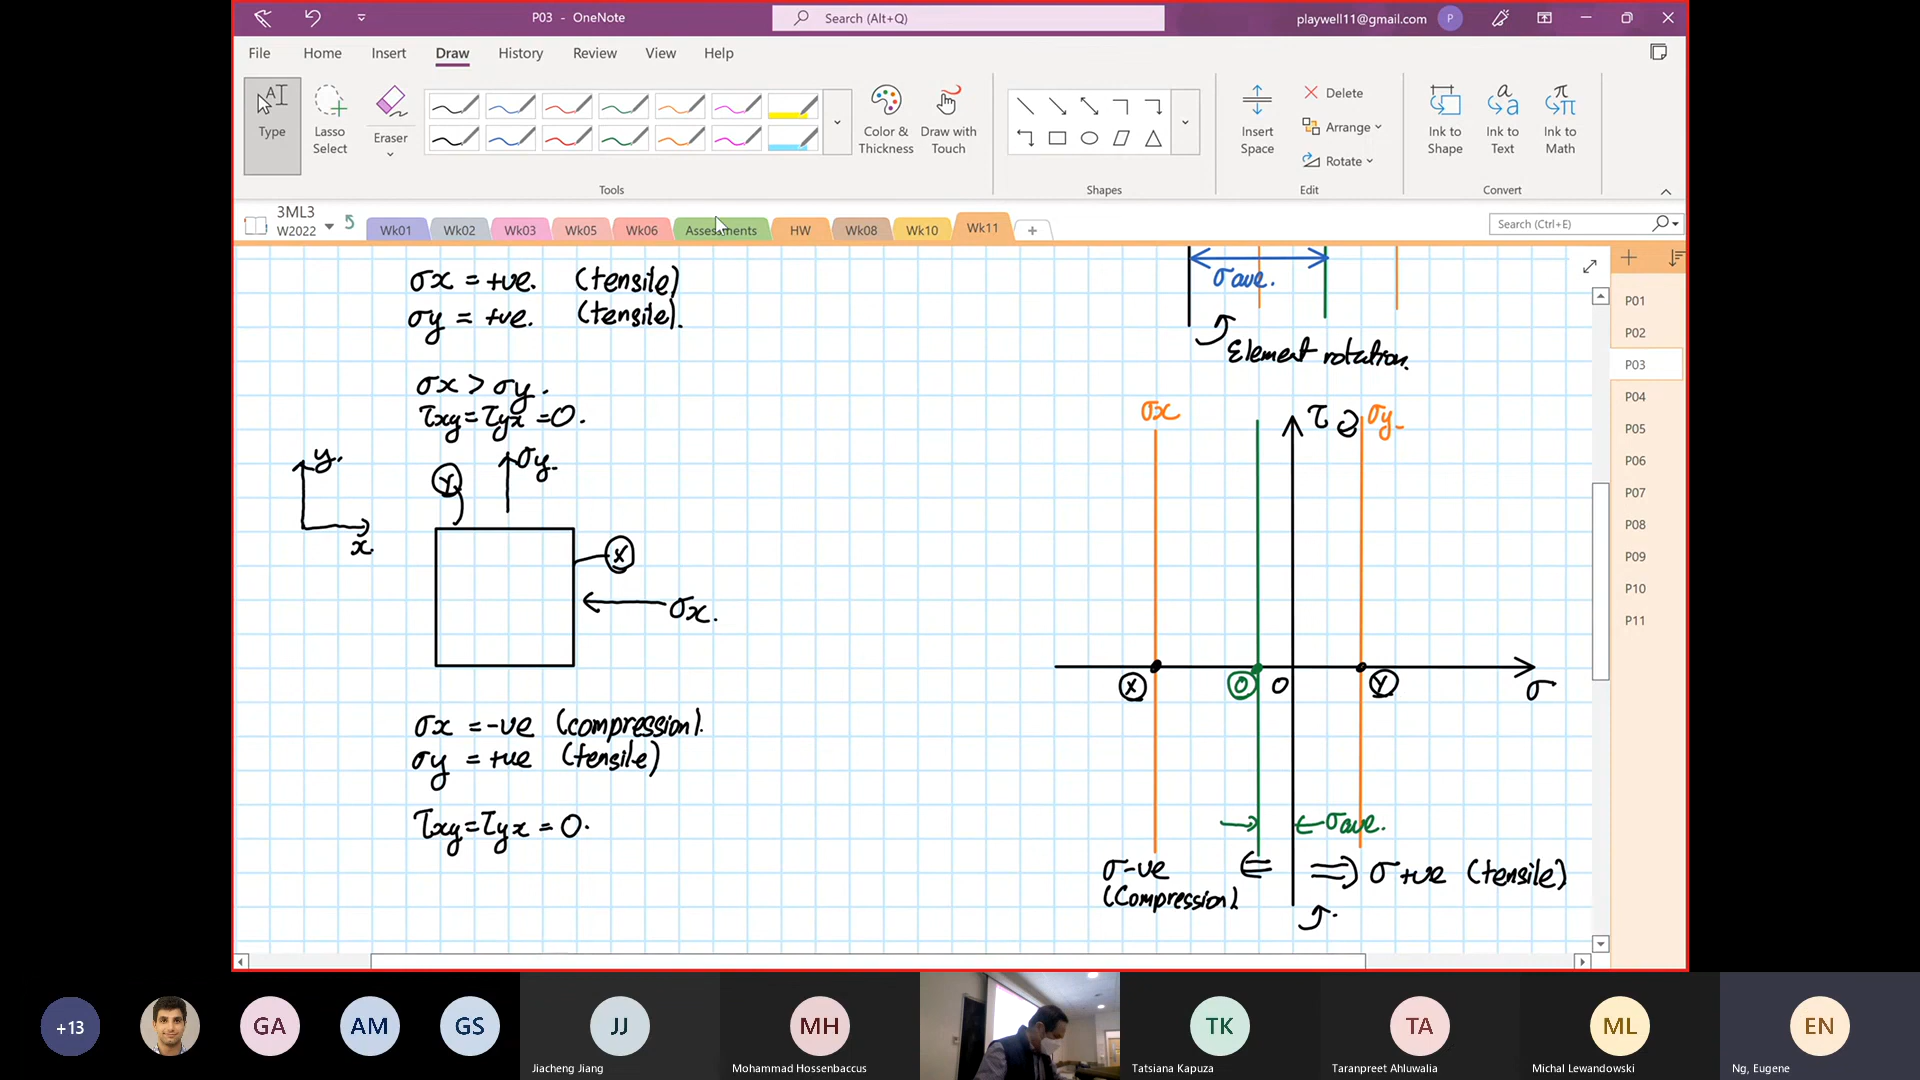 P03 - OneNote
Search (Alt+Q)
playwell11@gmail.com
P
File
Home
Insert
Draw
History
Review
View
Help
Type
Lasso Select
Eraser
Color & Thickness
Draw with Touch
Insert Space
Delete
Arrange
Rotate
Ink to Shape
Ink to Text
Ink to Math
Tools
Shapes
Edit
Convert
3ML3
W2022
Wk01
Wk02
Wk03
Wk05
Wk06
Assessments
HW
Wk08
Wk10
Wk11
Search (Ctrl+E)
P01
P02
P03
P04
P05
P06
P07
P08
P09
P10
P11
σx = +ve. (tensile)
σy = +ve. (tensile).
σx > σy.
τxy = τyx = 0.
y.
x.
Y
σy.
X
σx.
σx = -ve (compression).
σy = +ve (tensile)
τxy = τyx = 0.
σave.
Element rotation.
σx
τ
σy
X
O
O
Y
σ
σave.
σ-ve
(Compression)
σ+ve (tensile)
+13
GA
AM
GS
JJ
Jiacheng Jiang
MH
Mohammad Hossenbaccus
TK
Tatsiana Kapuza
TA
Taranpreet Ahluwalia
ML
Michal Lewandowski
EN
Ng, Eugene